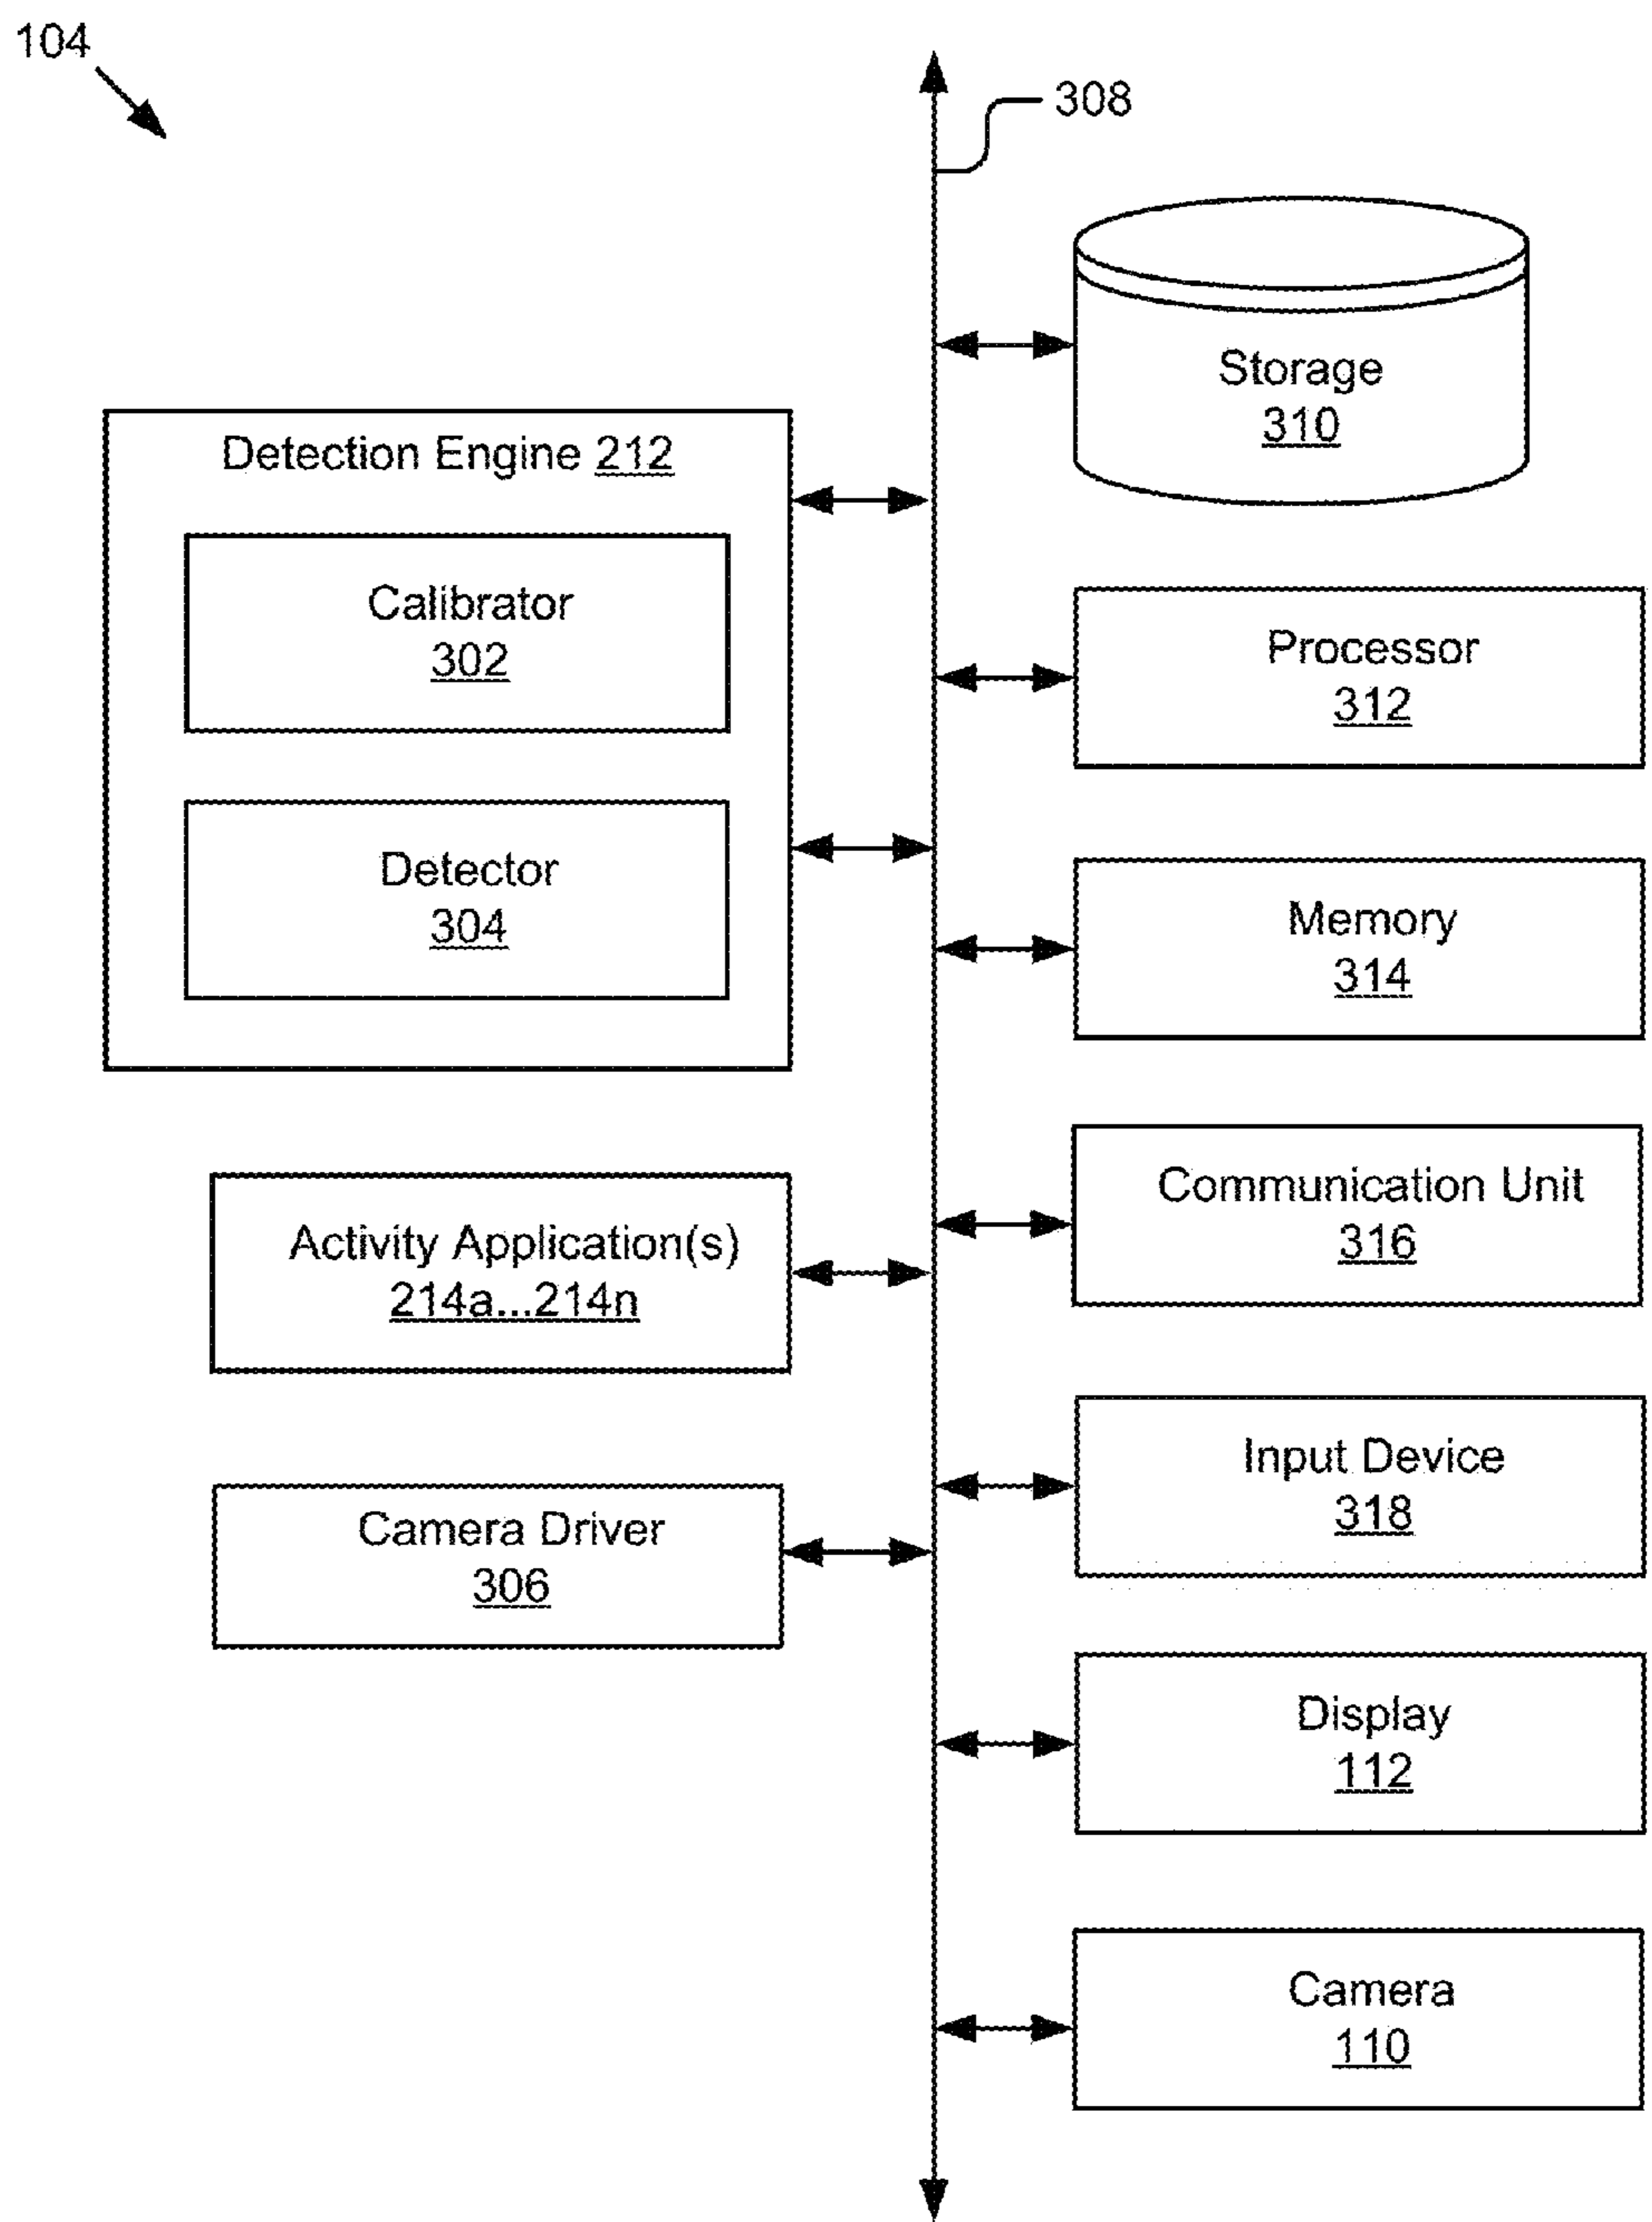 104
308
Storage
310
Detection Engine 212
Calibrator
302
Processor
312
Detector
304
Memory
314
Communication Unit
316
Activity Application(s)
214a...214n
Input Device
318
Camera Driver
306
Display
112
Camera
110